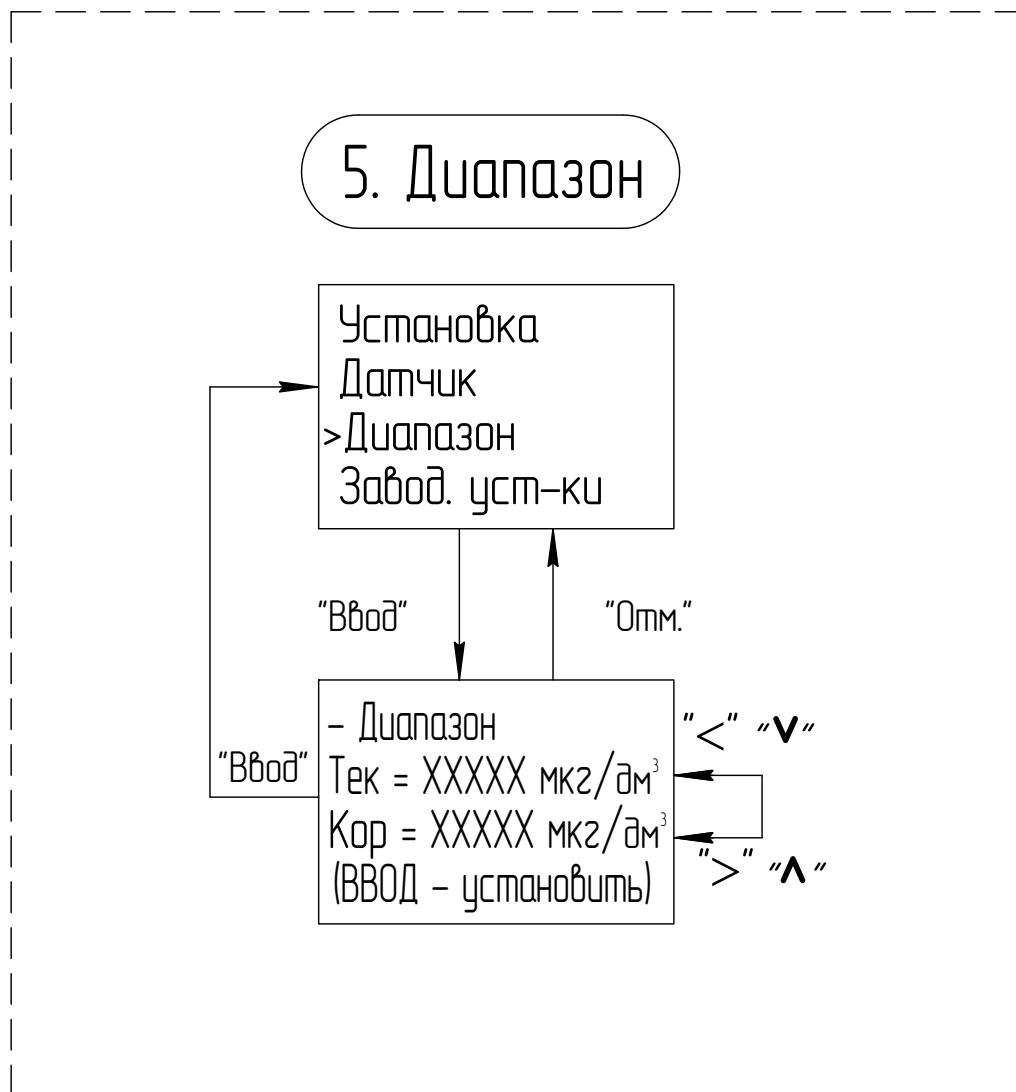 5. Диапазон
Установка
Датчик
>Диапазон
Завод. уст-ки
"Ввод" "Отм."
- Диапазон
Тек = XXXXX мкг/дм³
Кор = XXXXX мкг/дм³
(ВВОД - установить)
"Ввод"
"<" "V"
">" "Λ"